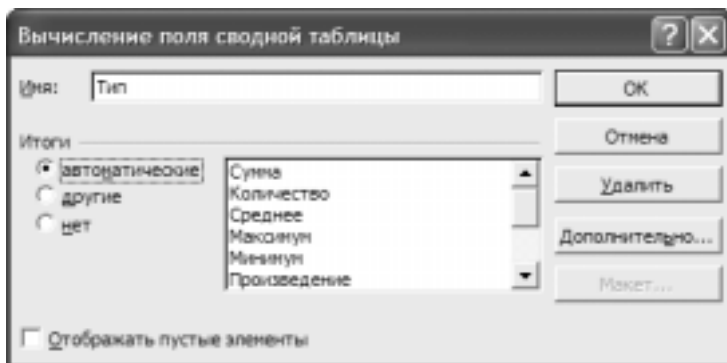 Вычисление поля сводной таблицы
Имя: Тип
ОК
Итоги
Отмена
автоматические
другие
нет
Сумма
Количество
Среднее
Максимум
Минимум
Произведение
Удалить
Дополнительно...
Макет...
Отображать пустые элементы